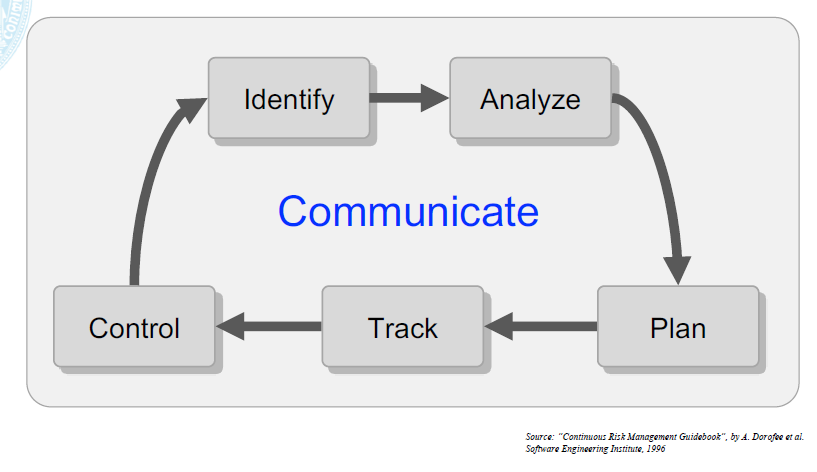 Identify
Analyze
Communicate
Control
Track
Plan
Source: "Continuous Risk Management Guidebook", by A. Dorofee et al.
Software Engineering Institute, 1996